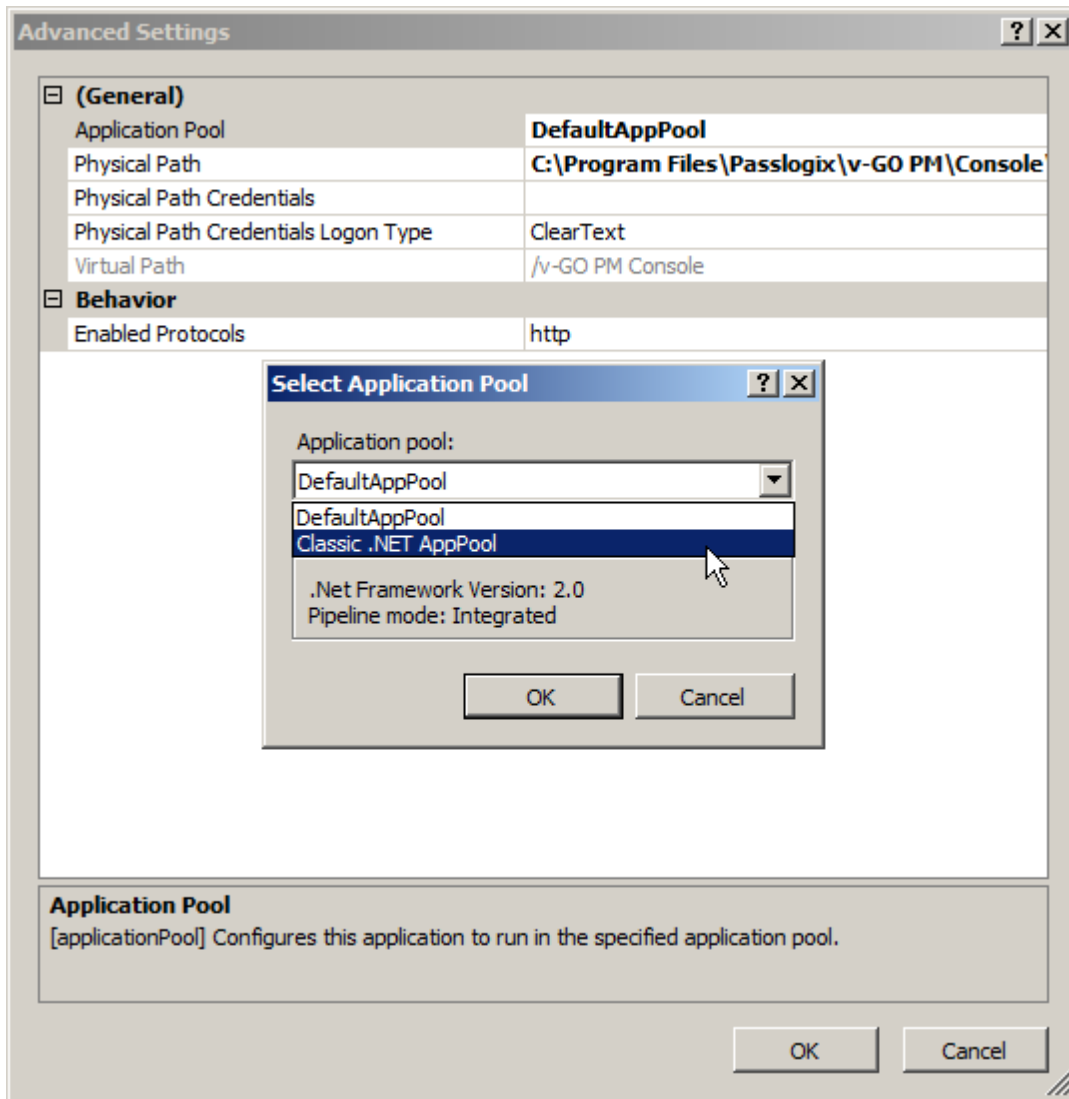 Advanced Settings
(General)
Application Pool DefaultAppPool
Physical Path C:\Program Files\Passlogix\v-GO PM\Console\
Physical Path Credentials
Physical Path Credentials Logon Type ClearText
Virtual Path /v-GO PM Console
Behavior
Enabled Protocols http
Select Application Pool
Application pool:
DefaultAppPool
DefaultAppPool
Classic .NET AppPool
.Net Framework Version: 2.0
Pipeline mode: Integrated
OK Cancel
Application Pool
[applicationPool] Configures this application to run in the specified application pool.
OK Cancel